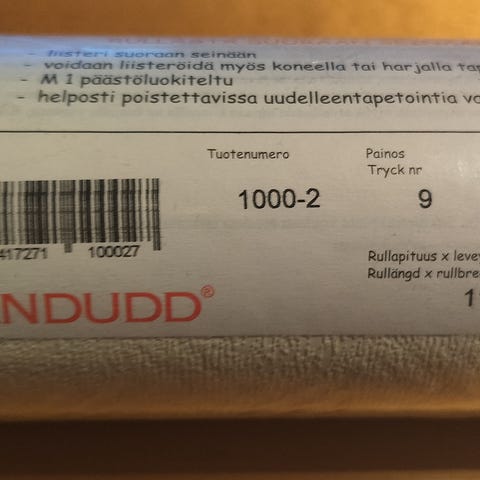 - liisteri suoraan seinään
- voidaan liisteröidä myös koneella tai harjalla
- M 1 päästöluokiteltu
- helposti poistettavissa uudelleentapetointia
Tuotenumero
Painos
Tryck nr
1000-2
9
417271 100027
Rullapituus x
Rullängd x
NDUDD®